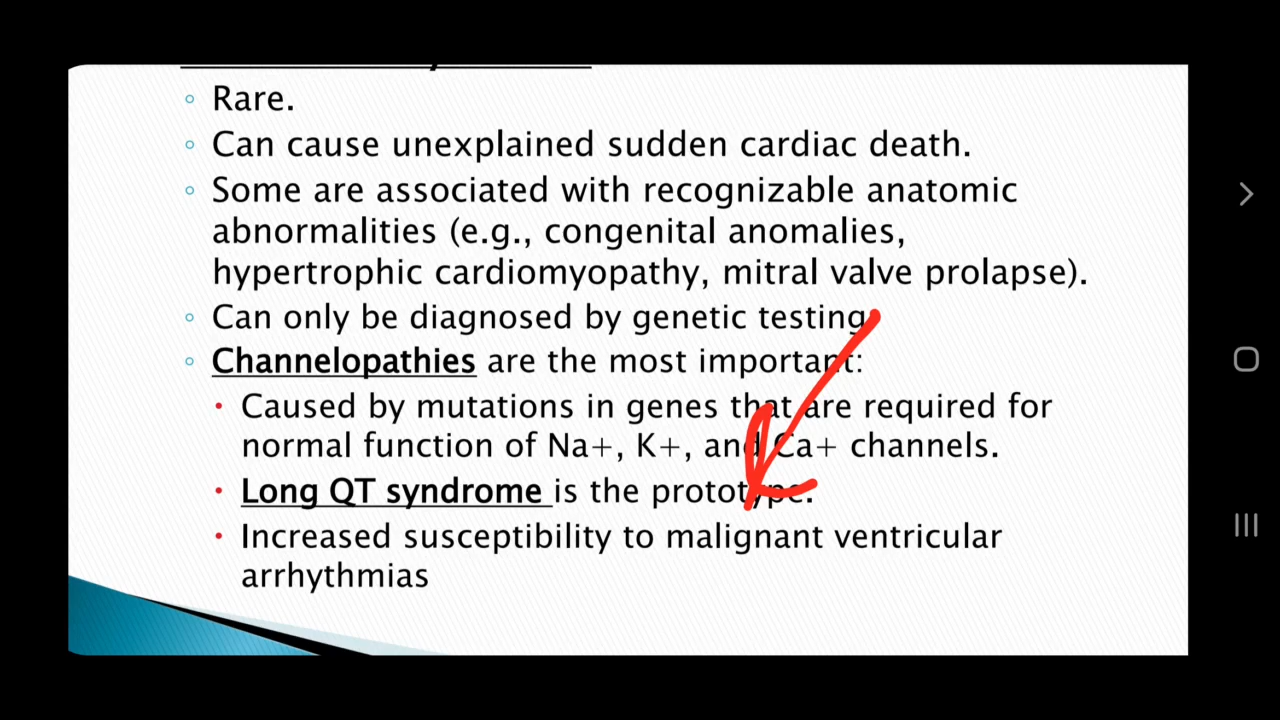 Rare.
Can cause unexplained sudden cardiac death.
Some are associated with recognizable anatomic
abnormalities (e.g., congenital anomalies,
hypertrophic cardiomyopathy, mitral valve prolapse).
Can only be diagnosed by genetic testing
Channelopathies are the most important:
Caused by mutations in genes that are required for
normal function of Na+, K+, and Ca+ channels.
Long QT syndrome is the prototype.
Increased susceptibility to malignant ventricular
arrhythmias